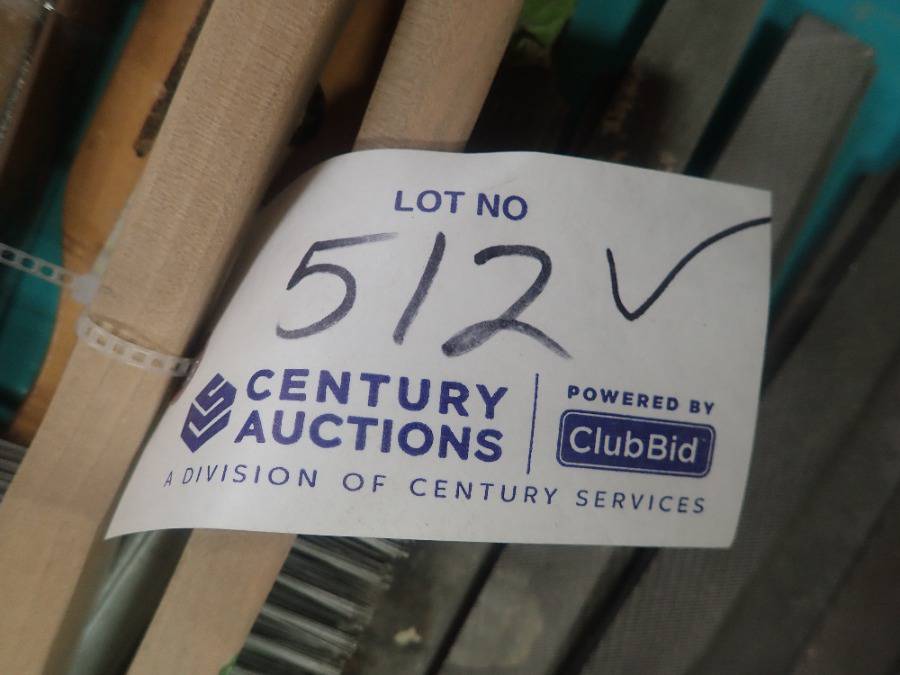 LOT NO
512 ✓
CENTURY
AUCTIONS
A DIVISION OF CENTURY SERVICES
POWERED BY
ClubBid